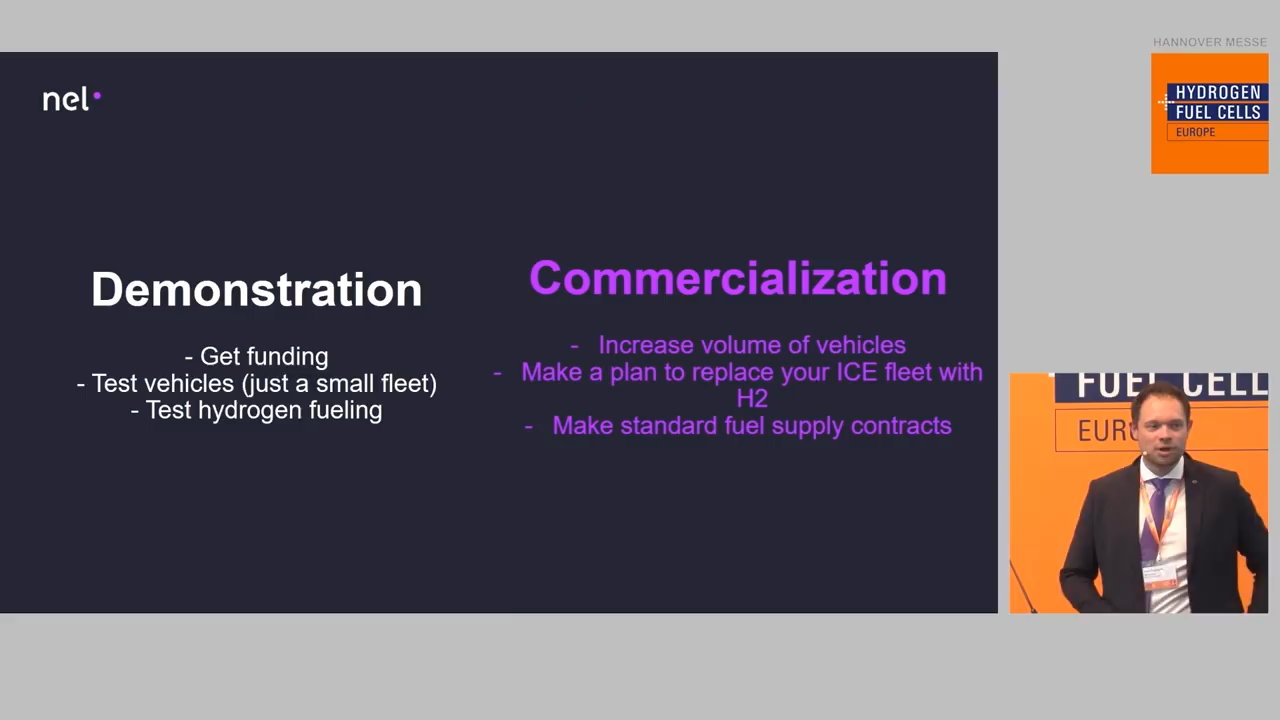 HANNOVER MESSE
nel
HYDROGEN
FUEL CELLS
EUROPE
Demonstration
- Get funding
- Test vehicles (just a small fleet)
- Test hydrogen fueling
Commercialization
- Increase volume of vehicles
- Make a plan to replace your ICE fleet with
H2
- Make standard fuel supply contracts
FUEL CELL
EUR